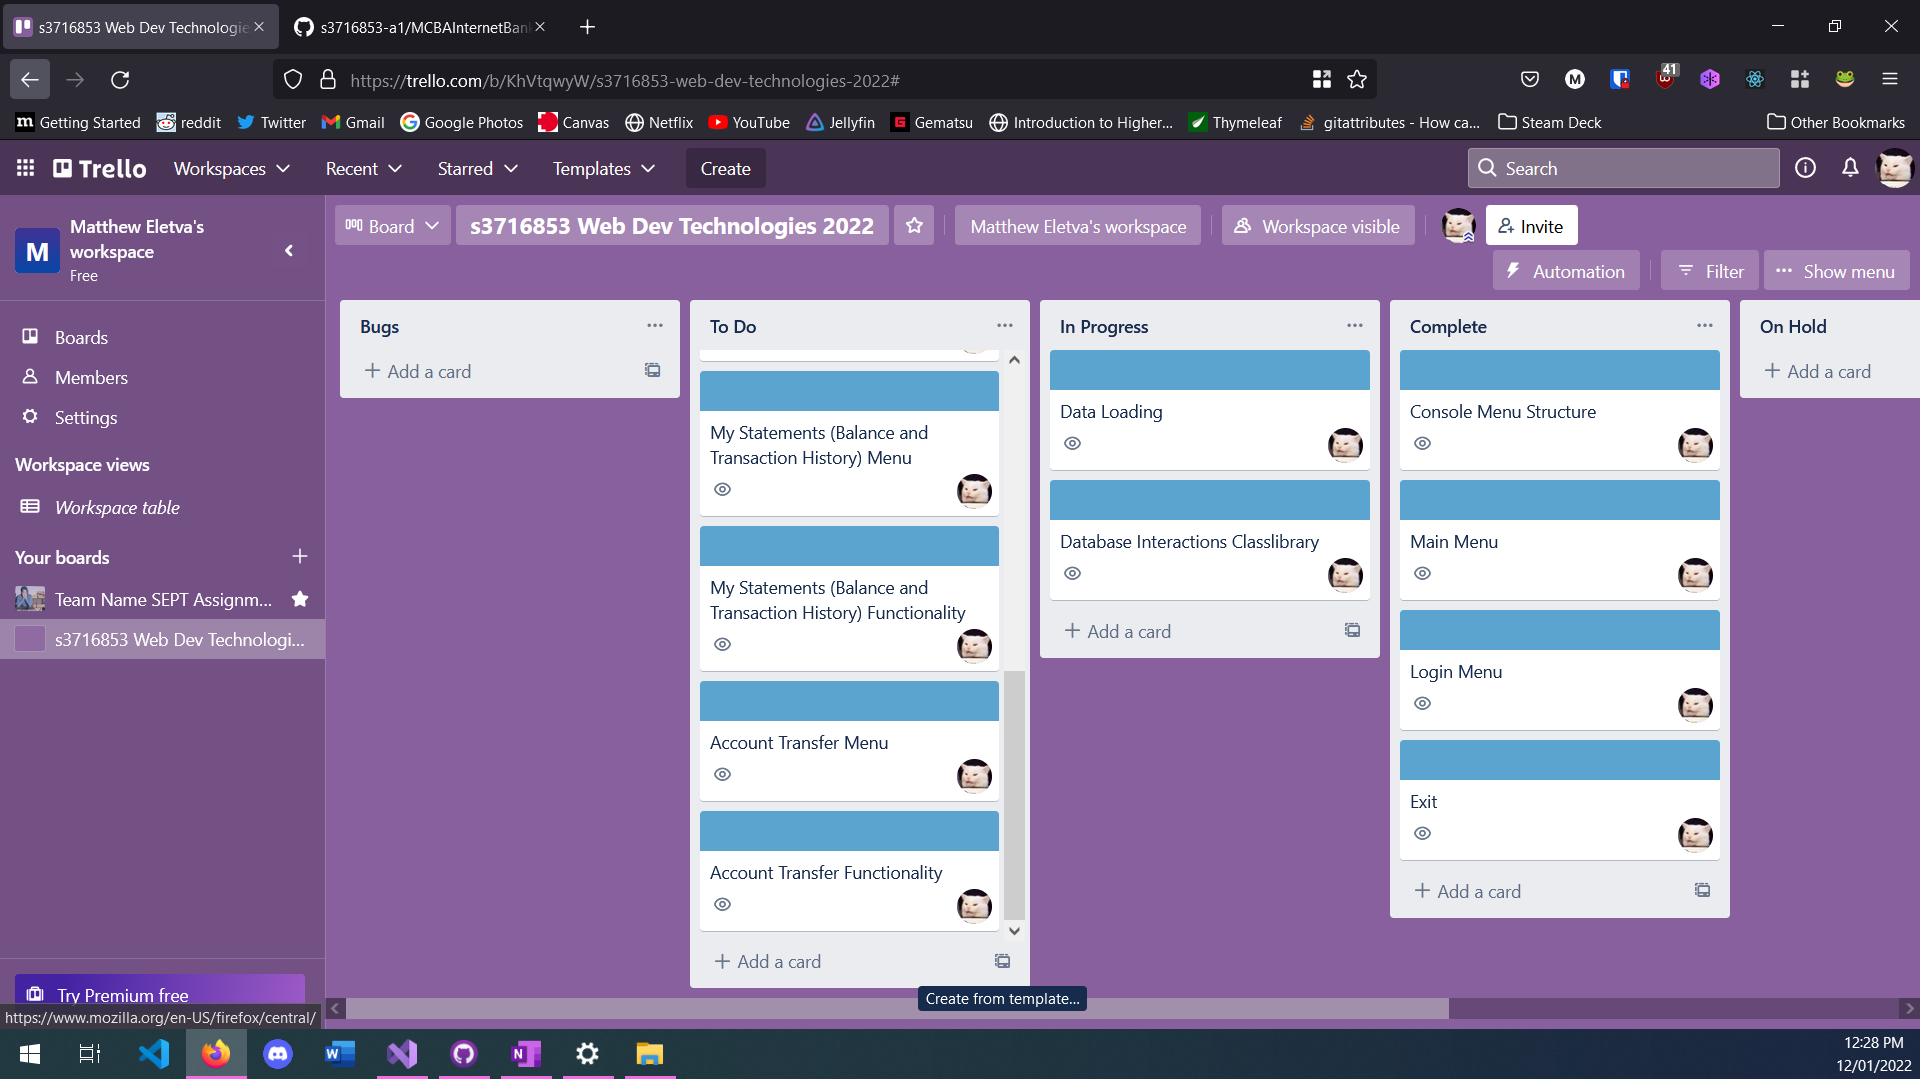 s3716853 Web Dev Technologie
s3716853-a1/MCBAInternetBan
https://trello.com/b/KhVtqwyW/s3716853-web-dev-technologies-2022#
41
Getting Started
reddit
Twitter
Gmail
Google Photos
Canvas
Netflix
YouTube
Jellyfin
Gematsu
Introduction to Higher...
Thymeleaf
gitattributes - How ca...
Steam Deck
Other Bookmarks
Trello
Workspaces
Recent
Starred
Templates
Create
Search
M
Matthew Eletva's
workspace
Free
Board
s3716853 Web Dev Technologies 2022
Matthew Eletva's workspace
Workspace visible
Invite
Automation
Filter
Show menu
Boards
Members
Settings
Workspace views
Workspace table
Your boards
Team Name SEPT Assignm...
s3716853 Web Dev Technologi...
Try Premium free
https://www.mozilla.org/en-US/firefox/central/
Bugs
Add a card
To Do
My Statements (Balance and
Transaction History) Menu
My Statements (Balance and
Transaction History) Functionality
Account Transfer Menu
Account Transfer Functionality
Add a card
Create from template...
In Progress
Data Loading
Database Interactions Classlibrary
Add a card
Complete
Console Menu Structure
Main Menu
Login Menu
Exit
Add a card
On Hold
Add a card
12:28 PM
12/01/2022